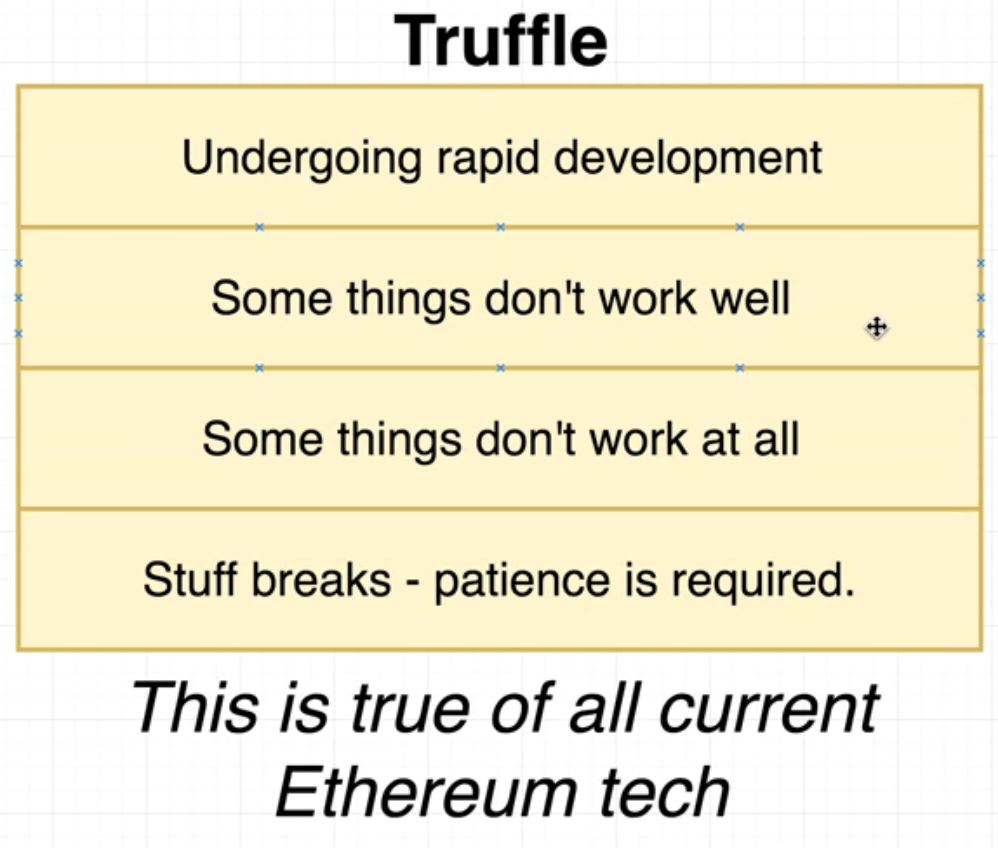 Truffle
Undergoing rapid development
Some things don't work well
Some things don't work at all
Stuff breaks - patience is required.
This is true of all current
Ethereum tech